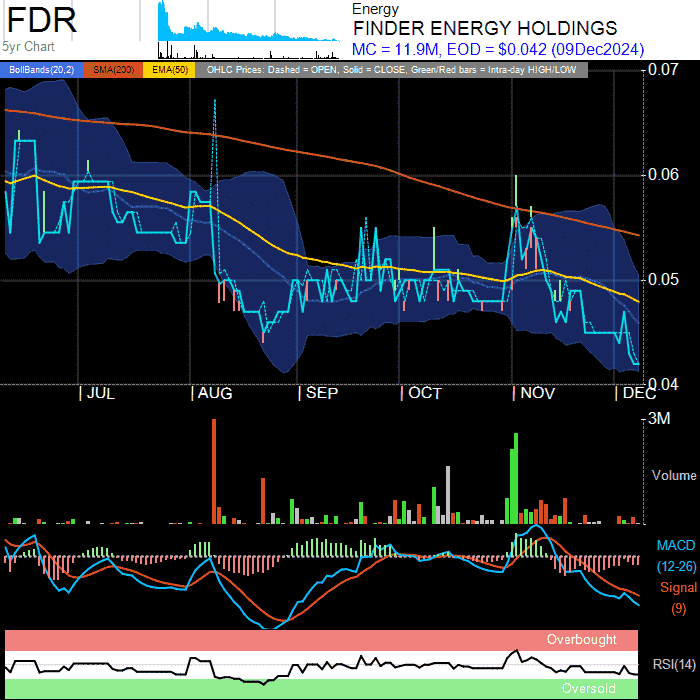 FDR
5yr Chart
Energy
FINDER ENERGY HOLDINGS
MC = 11.9M, EOD = $0.042 (09Dec2024)
BollBands(20,2) SMA(200) EMA(50) OHLC Prices: Dashed = OPEN, Solid = CLOSE, Green/Red bars = Intra-day HIGH/LOW
0.07
0.06
0.05
0.04
JUL AUG SEP OCT NOV DEC
3M
Volume
MACD
(12-26)
Signal
(9)
Overbought
RSI(14)
Oversold